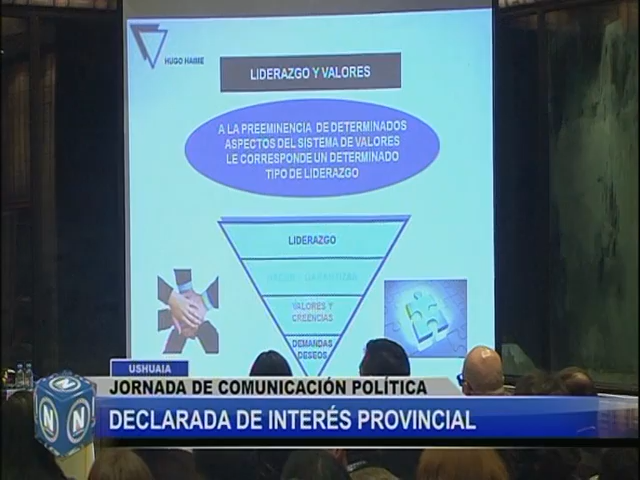 HUGO HAIME
LIDERAZGO Y VALORES
A LA PREEMINENCIA DE DETERMINADOS
ASPECTOS DEL SISTEMA DE VALORES
LE CORRESPONDE UN DETERMINADO
TIPO DE LIDERAZGO
LIDERAZGO
VALORES Y
CREENCIAS
DEMANDAS
DESEOS
USHUAIA
JORNADA DE COMUNICACIÓN POLÍTICA
DECLARADA DE INTERÉS PROVINCIAL
N N